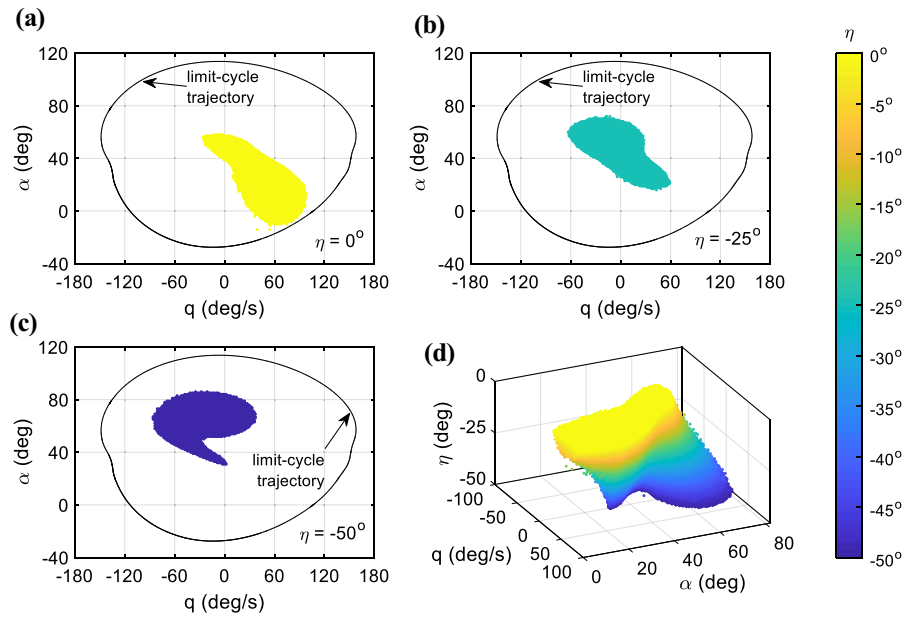 (a)
120
80
40
0
-40
α (deg)
limit-cycle
trajectory
η = 0°
-180 -120 -60 0 60 120 180
q (deg/s)
(b)
120
80
40
0
-40
α (deg)
limit-cycle
trajectory
η = -25°
-180 -120 -60 0 60 120 180
q (deg/s)
(c)
120
80
40
0
-40
α (deg)
limit-cycle
trajectory
η = -50°
-180 -120 -60 0 60 120 180
q (deg/s)
(d)
0
-25
-50
η (deg)
-100
-50
0
50
100
q (deg/s)
0 20 40 60 80
α (deg)
η
0°
-5°
-10°
-15°
-20°
-25°
-30°
-35°
-40°
-45°
-50°